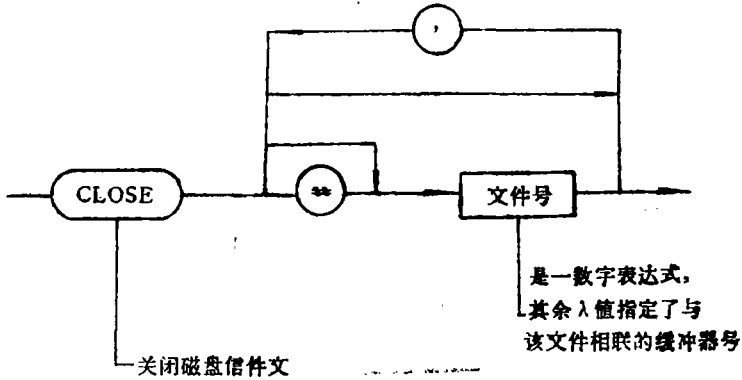 ,
CLOSE
#
文件号
是一数字表达式,
其余λ值指定了与
该文件相联的缓冲器号
关闭磁盘信件文